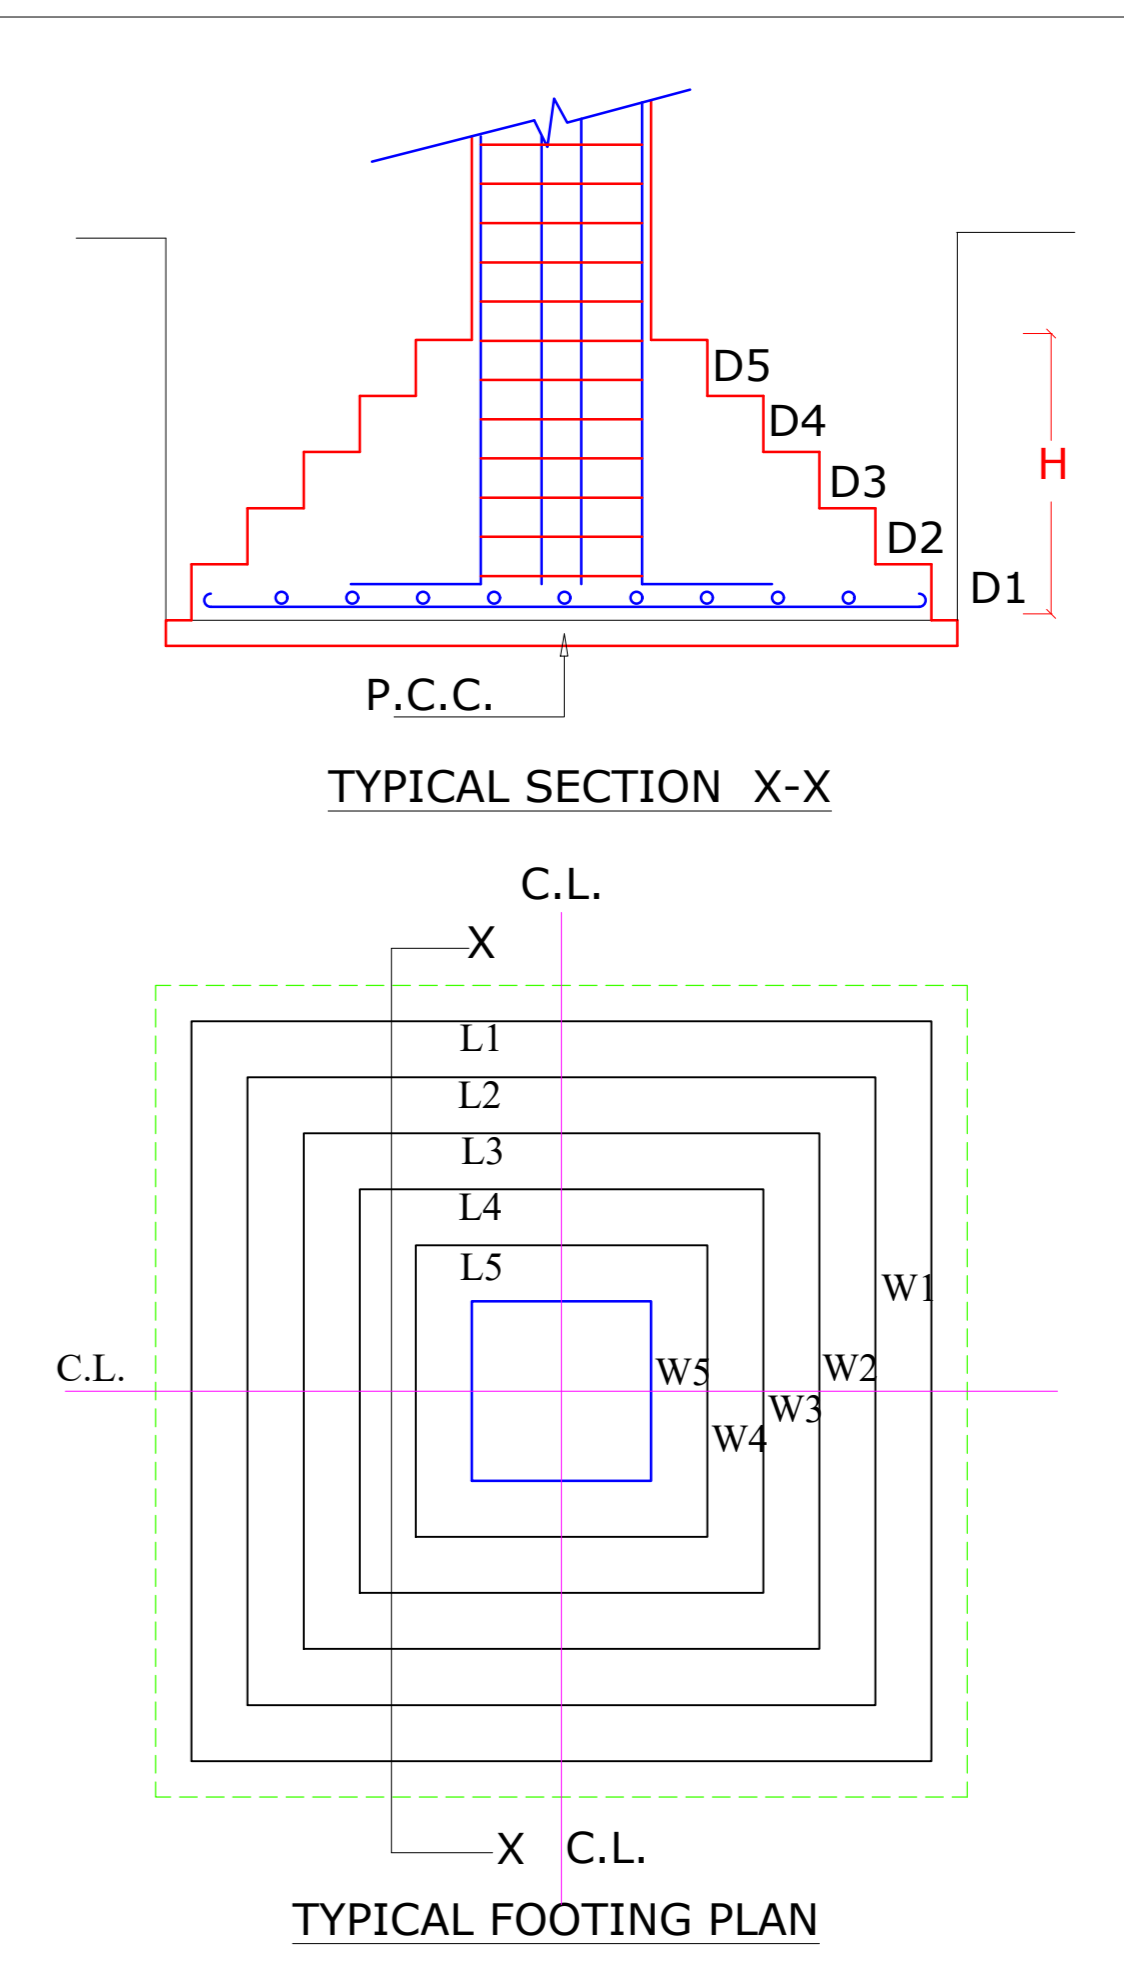 D5
D4
H
D3
D2
D1
P.C.C.
TYPICAL SECTION X-X
C.L.
X
L1
L2
L3
L4
L5
W1
C.L.
W5
W2
W3
W4
X
C.L.
TYPICAL FOOTING PLAN